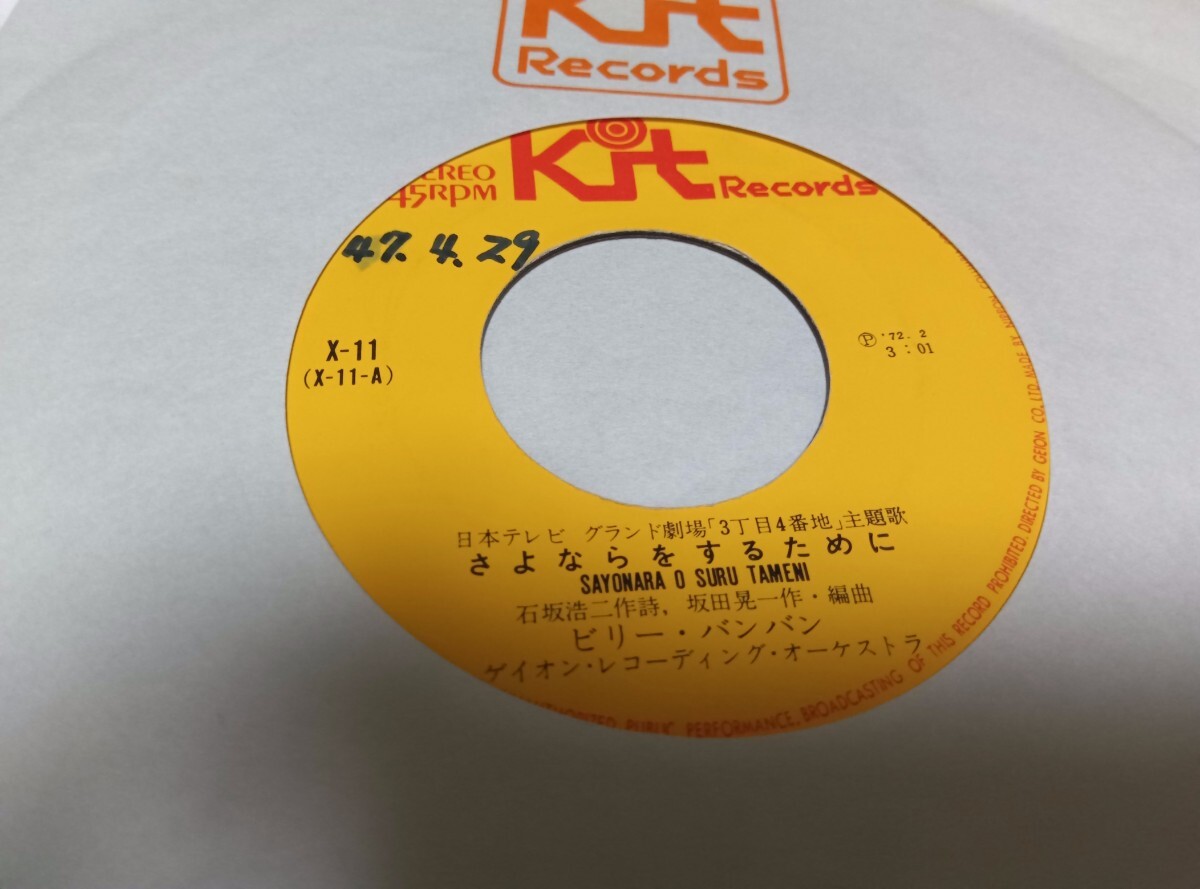 Kit
Records
STEREO
45RPM
Kit Records
47. 4. 29
X-11
(X-11-A)
Ⓟ '72. 2
3:01
日本テレビ グランド劇場「3丁目4番地」主題歌
さよならをするために
SAYONARA O SURU TAMENI
石坂浩二作詩, 坂田晃一作・編曲
ビリー・バンバン
ゲイオン・レコーディング・オーケストラ
PUBLIC PERFORMANCE, BROADCASTING OF THIS RECORD PROHIBITED. DIRECTED BY GEION CO., LTD. MADE BY